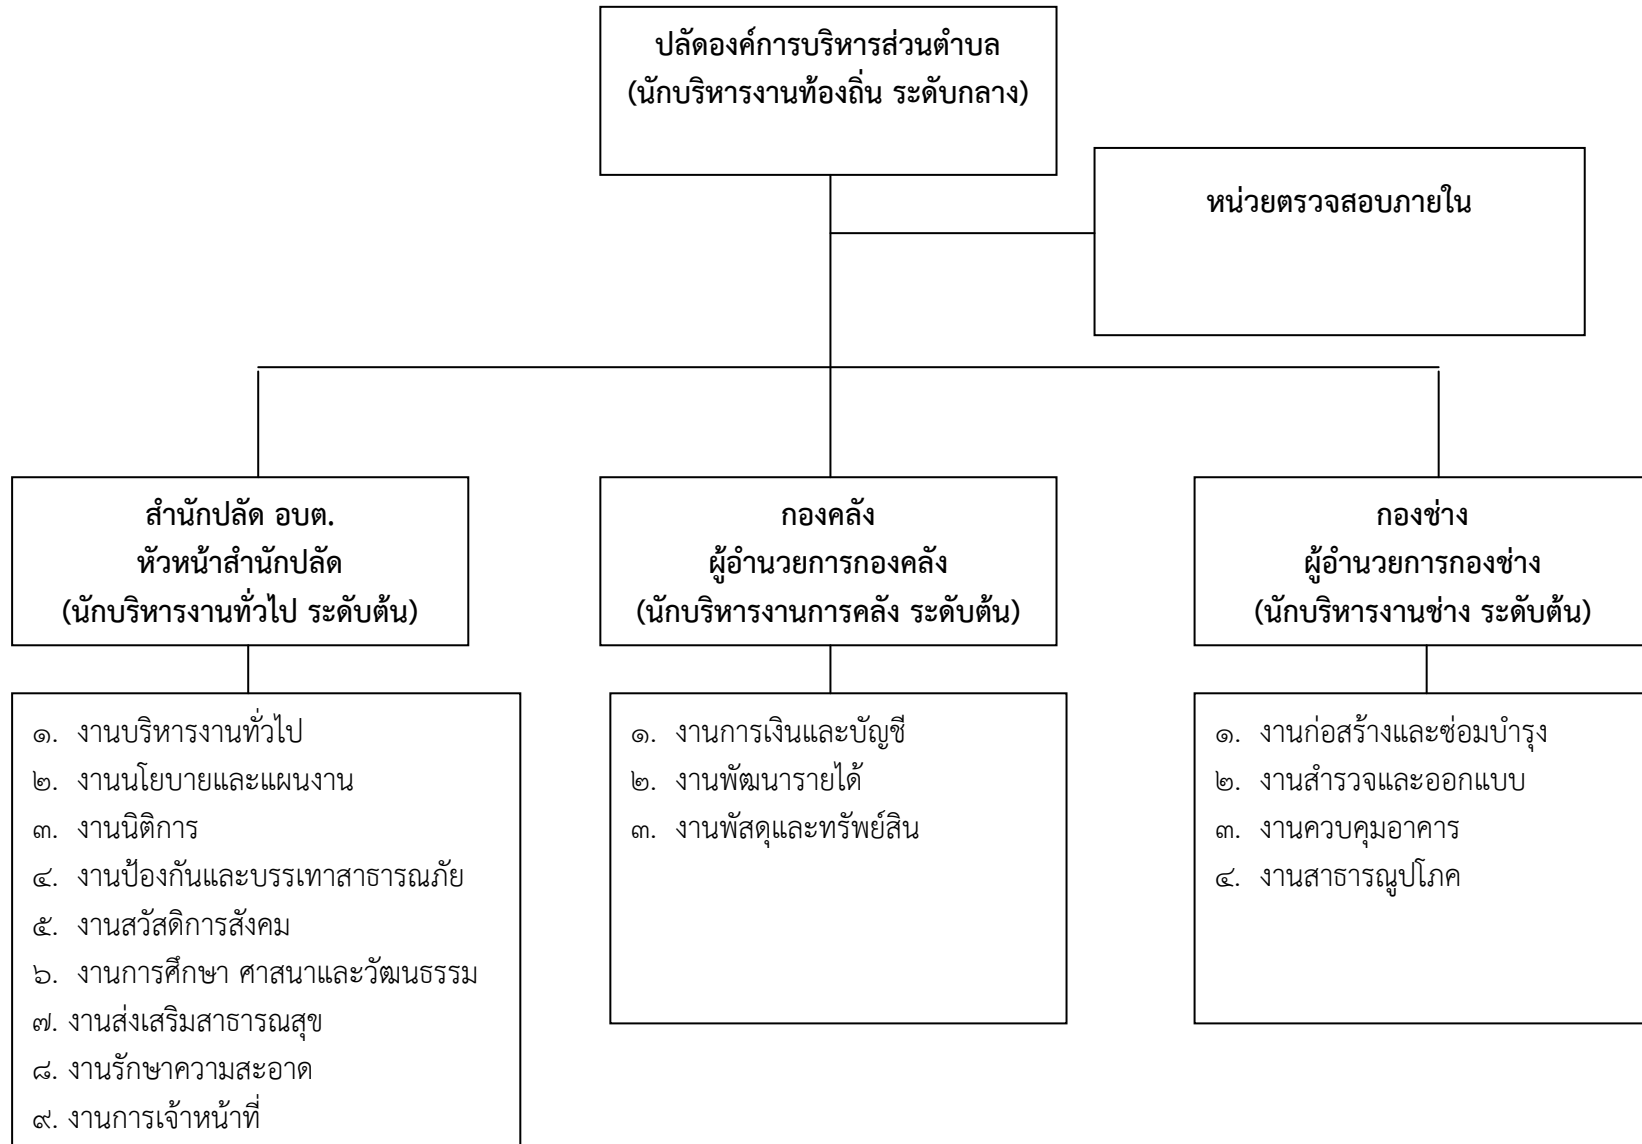 ปลัดองค์การบริหารส่วนตำบล
(นักบริหารงานท้องถิ่น ระดับกลาง)
หน่วยตรวจสอบภายใน
สำนักปลัด อบต.
หัวหน้าสำนักปลัด
(นักบริหารงานทั่วไป ระดับต้น)
กองคลัง
ผู้อำนวยการกองคลัง
(นักบริหารงานการคลัง ระดับต้น)
กองช่าง
ผู้อำนวยการกองช่าง
(นักบริหารงานช่าง ระดับต้น)
๑. งานบริหารงานทั่วไป
๒. งานนโยบายและแผนงาน
๓. งานนิติการ
๔. งานป้องกันและบรรเทาสาธารณภัย
๕. งานสวัสดิการสังคม
๖. งานการศึกษา ศาสนาและวัฒนธรรม
๗. งานส่งเสริมสาธารณสุข
๘. งานรักษาความสะอาด
๙. งานการเจ้าหน้าที่
๑. งานการเงินและบัญชี
๒. งานพัฒนารายได้
๓. งานพัสดุและทรัพย์สิน
๑. งานก่อสร้างและซ่อมบำรุง
๒. งานสำรวจและออกแบบ
๓. งานควบคุมอาคาร
๔. งานสาธารณูปโภค